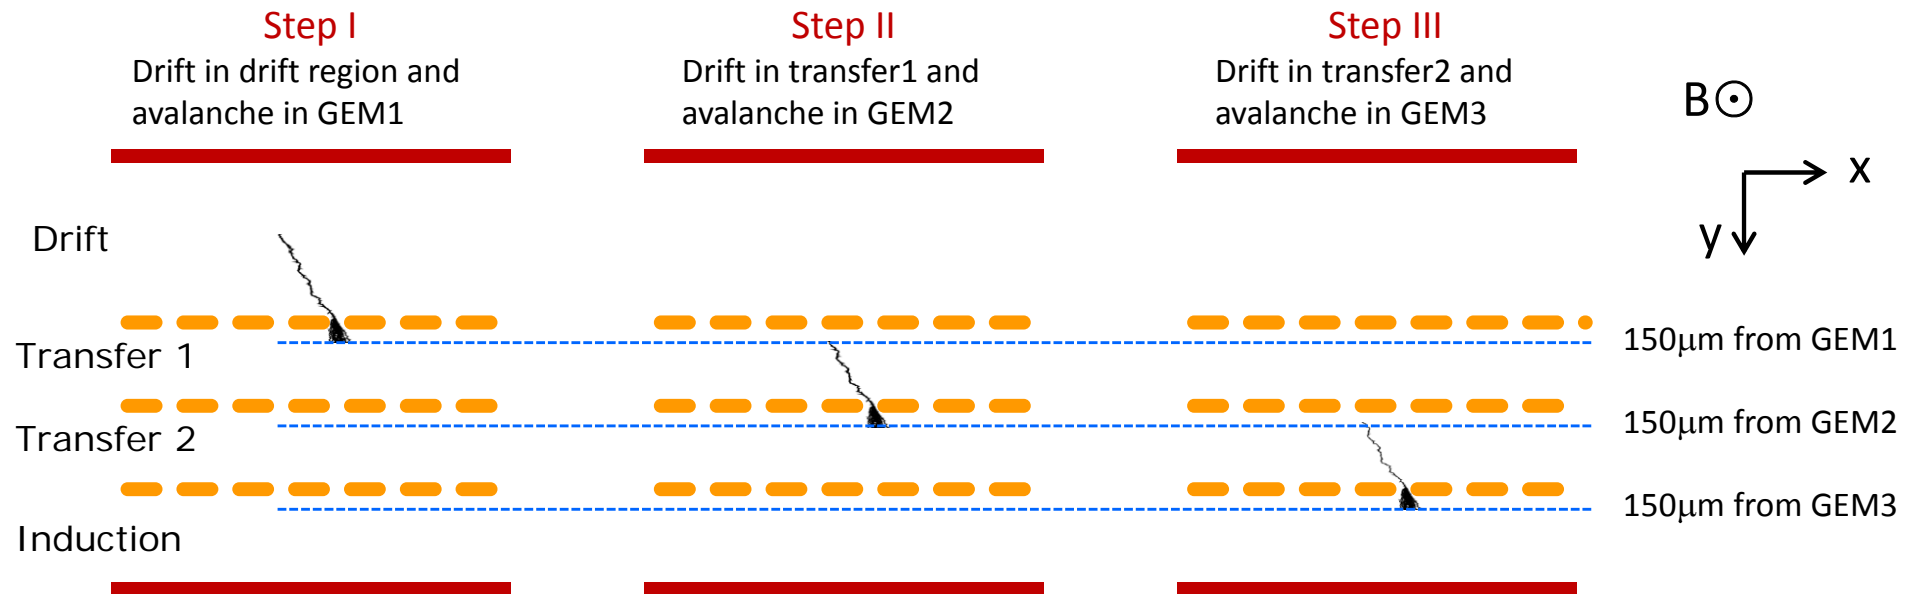 Step I
Drift in drift region and
avalanche in GEM1
Step II
Drift in transfer1 and
avalanche in GEM2
Step III
Drift in transfer2 and
avalanche in GEM3
B
x
y
Drift
Transfer 1
Transfer 2
Induction
150μm from GEM1
150μm from GEM2
150μm from GEM3